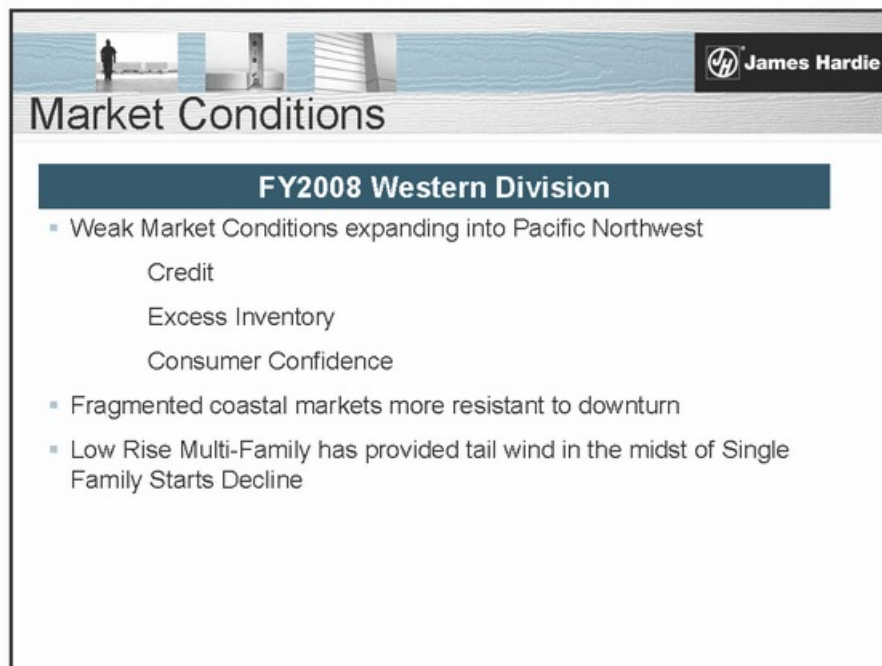 James Hardie
Market Conditions
FY2008 Western Division
Weak Market Conditions expanding into Pacific Northwest
Credit
Excess Inventory
Consumer Confidence
Fragmented coastal markets more resistant to downturn
Low Rise Multi-Family has provided tail wind in the midst of Single
Family Starts Decline